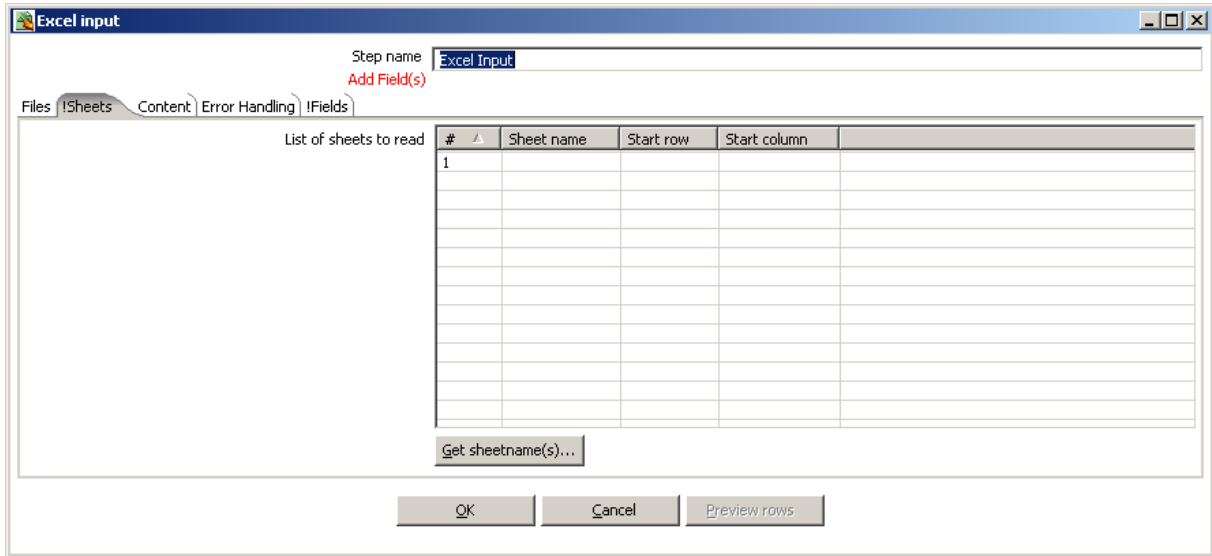 Excel input
Step name Excel Input
Add Field(s)
Files !Sheets Content Error Handling !Fields
List of sheets to read # Sheet name Start row Start column
1
Get sheetname(s)...
OK Cancel Preview rows